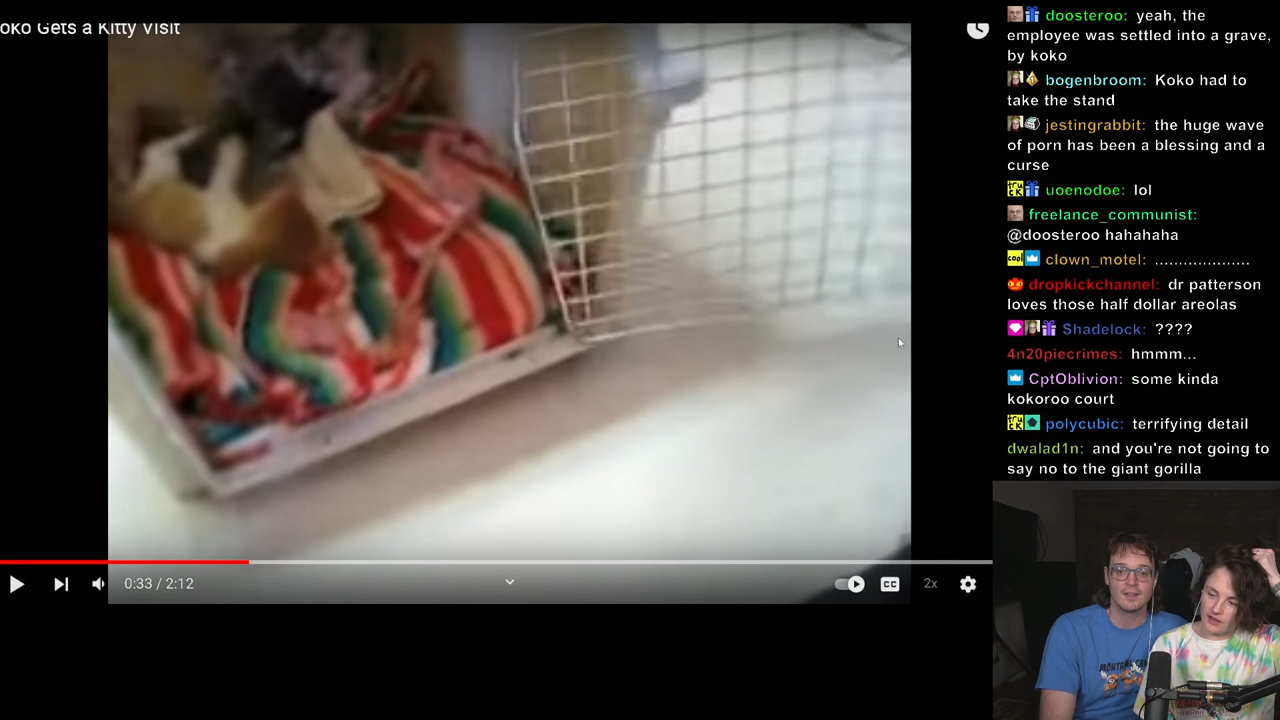 oko Gets a Kitty Visit
doosteroo: yeah, the
employee was settled into a grave,
by koko
bogenbroom: Koko had to
take the stand
jestingrabbit: the huge wave
of porn has been a blessing and a
curse
uoenodoe: lol
freelance_communist:
@doosteroo hahahaha
clown_motel: ....................
dropkickchannel: dr patterson
loves those half dollar areolas
Shadelock: ????
4n20piecrimes: hmmm...
CptOblivion: some kinda
kokoroo court
polycubic: terrifying detail
dwalad1n: and you're not going to
say no to the giant gorilla
0:33 / 2:12
CC
2x